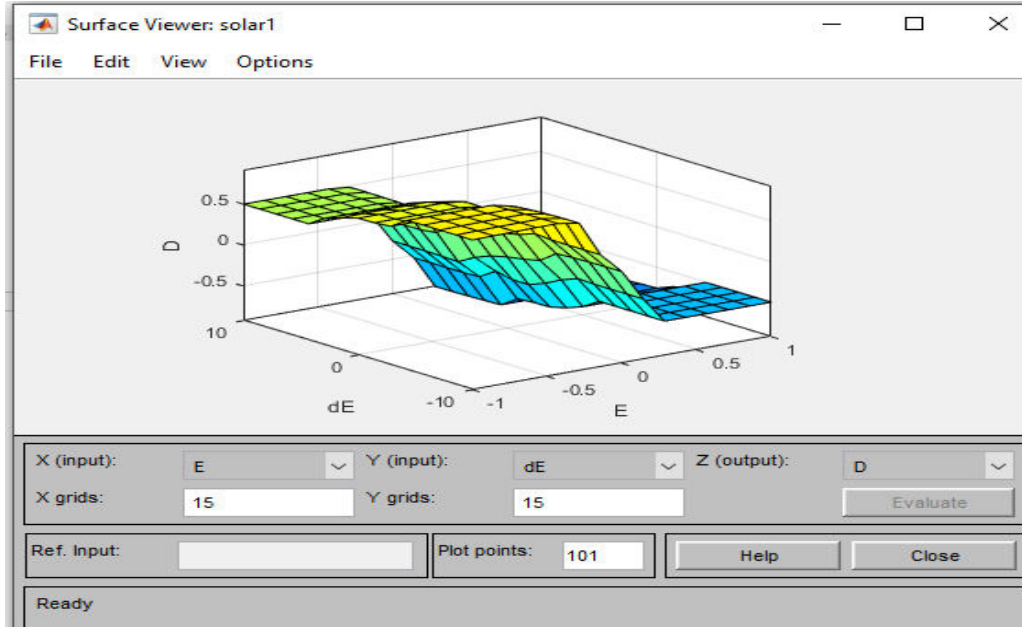 Surface Viewer: solar1
File Edit View Options
0.5
0
-0.5
D
10
0
-10
dE
-1
-0.5
0
0.5
1
E
X (input): E Y (input): dE Z (output): D
X grids: 15 Y grids: 15 Evaluate
Ref. Input: Plot points: 101 Help Close
Ready